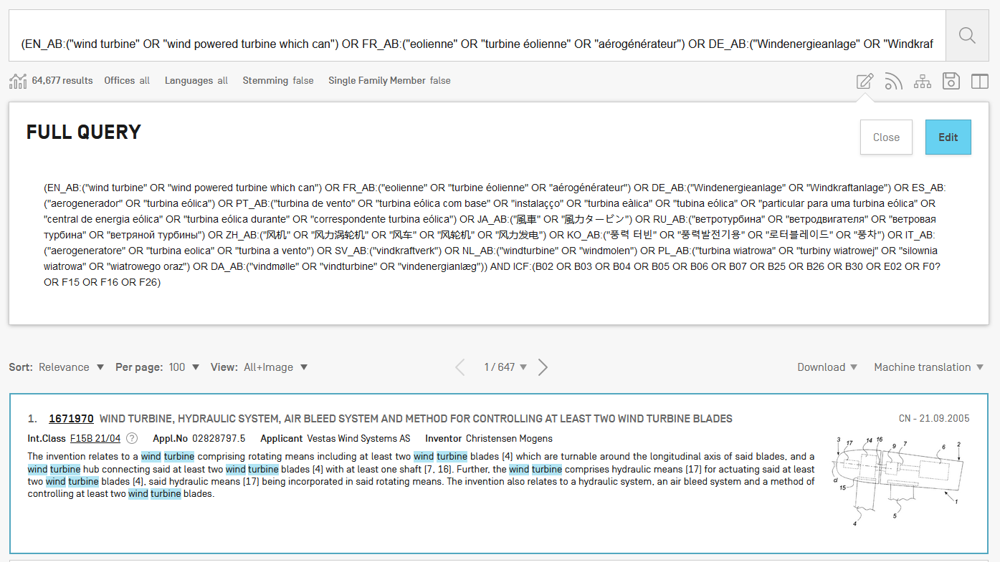 (EN_AB:("wind turbine" OR "wind powered turbine which can") OR FR_AB:("eolienne" OR "turbine éolienne" OR "aérogénérateur") OR DE_AB:("Windenergieanlage" OR "Windkraf
64,677 results Offices all Languages all Stemming false Single Family Member false
FULL QUERY
Close
Edit
(EN_AB:("wind turbine" OR "wind powered turbine which can") OR FR_AB:("eolienne" OR "turbine éolienne" OR "aérogénérateur") OR DE_AB:("Windenergieanlage" OR "Windkraftanlage") OR ES_AB:
("aerogenerador" OR "turbina eólica") OR PT_AB:("turbina de vento" OR "turbina eólica com base" OR "instalaçço" OR "turbina eàlica" OR "tubina eólica" OR "particular para uma turbina eólica" OR
"central de energia eólica" OR "turbina eólica durante" OR "correspondente turbina eólica") OR JA_AB:("風車" OR "風力タービン") OR RU_AB:("ветротурбина" OR "ветродвигателя" OR "ветровая
турбина" OR "ветряной турбины") OR ZH_AB:("风机" OR "风力涡轮机" OR "风车" OR "风轮机" OR "风力发电") OR KO_AB:("풍력 터빈" OR "풍력발전기용" OR "로터블레이드" OR "풍차") OR IT_AB:
("aerogeneratore" OR "turbina eolica" OR "turbina a vento") OR SV_AB:("vindkraftverk") OR NL_AB:("windturbine" OR "windmolen") OR PL_AB:("turbina wiatrowa" OR "turbiny wiatrowej" OR "silownia
wiatrowa" OR "wiatrowego oraz") OR DA_AB:("vindmølle" OR "vindturbine" OR "vindenergianlæg")) AND ICF:(B02 OR B03 OR B04 OR B05 OR B06 OR B07 OR B25 OR B26 OR B30 OR E02 OR F0?
OR F15 OR F16 OR F26)
Sort: Relevance Per page: 100 View: All+Image 1 / 647 Download Machine translation
1. 1671970 WIND TURBINE, HYDRAULIC SYSTEM, AIR BLEED SYSTEM AND METHOD FOR CONTROLLING AT LEAST TWO WIND TURBINE BLADES CN - 21.09.2005
Int.Class F15B 21/04 ? Appl.No 02828797.5 Applicant Vestas Wind Systems AS Inventor Christensen Mogens
The invention relates to a wind turbine comprising rotating means including at least two wind turbine blades [4] which are turnable around the longitudinal axis of said blades, and a
wind turbine hub connecting said at least two wind turbine blades [4] with at least one shaft [7, 16]. Further, the wind turbine comprises hydraulic means [17] for actuating said at least
two wind turbine blades [4], said hydraulic means [17] being incorporated in said rotating means. The invention also relates to a hydraulic system, an air bleed system and a method of
controlling at least two wind turbine blades.
3 17 14 16 9 7 6 2
d
15
1
5
4